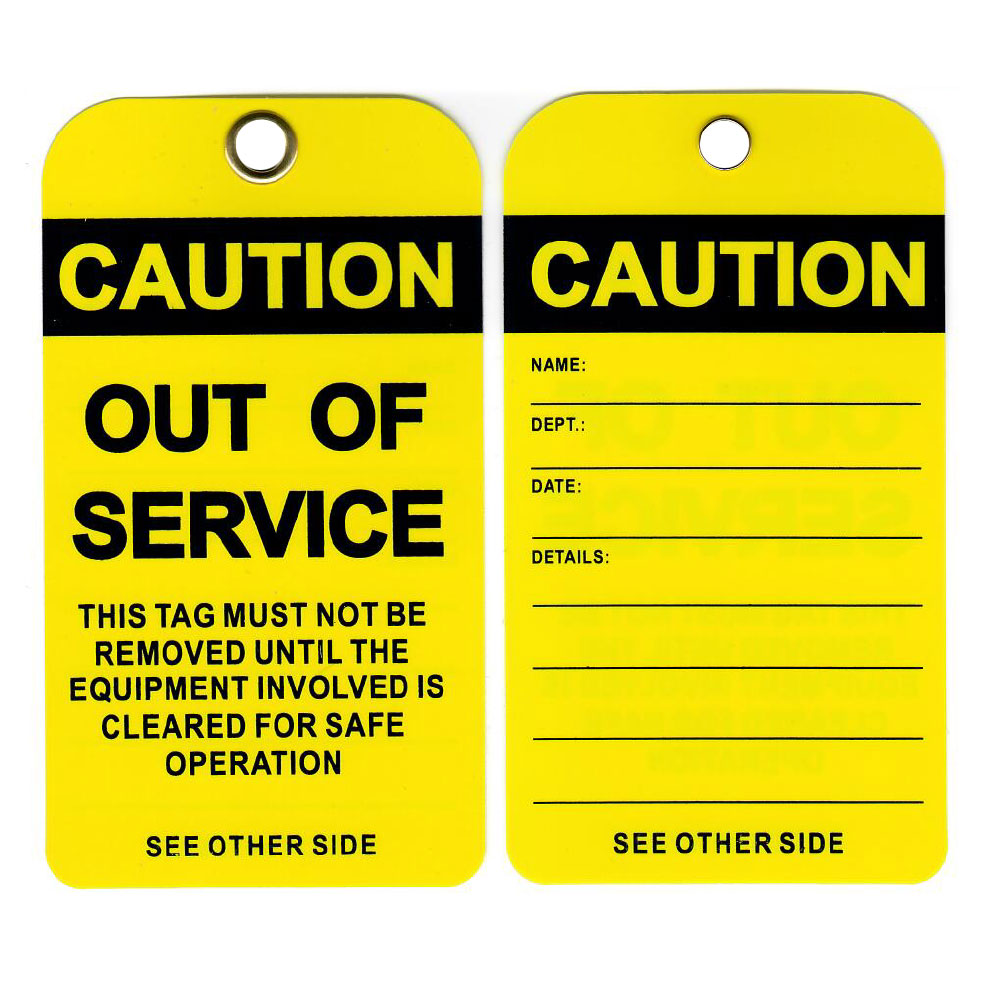 CAUTION
OUT OF
SERVICE
THIS TAG MUST NOT BE
REMOVED UNTIL THE
EQUIPMENT INVOLVED IS
CLEARED FOR SAFE
OPERATION
SEE OTHER SIDE
CAUTION
NAME:
DEPT.:
DATE:
DETAILS:
SEE OTHER SIDE